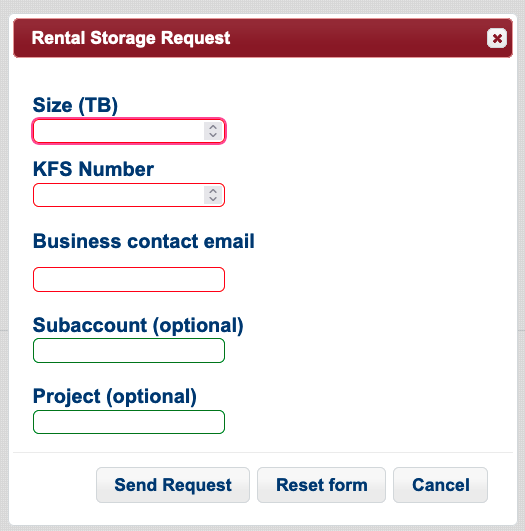 Rental Storage Request
Size (TB)
KFS Number
Business contact email
Subaccount (optional)
Project (optional)
Send Request
Reset form
Cancel